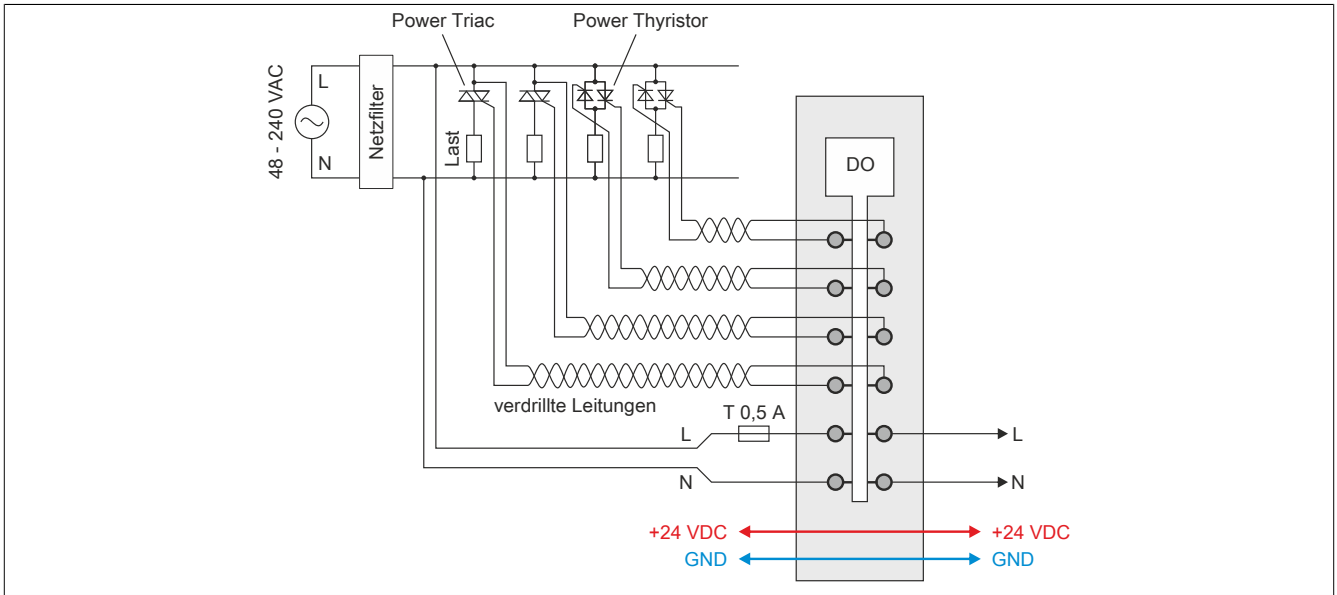 Power Triac
Power Thyristor
48 - 240 VAC
L
N
Netzfilter
Last
DO
verdrillte Leitungen
T 0,5 A
L
L
N
N
+24 VDC
+24 VDC
GND
GND